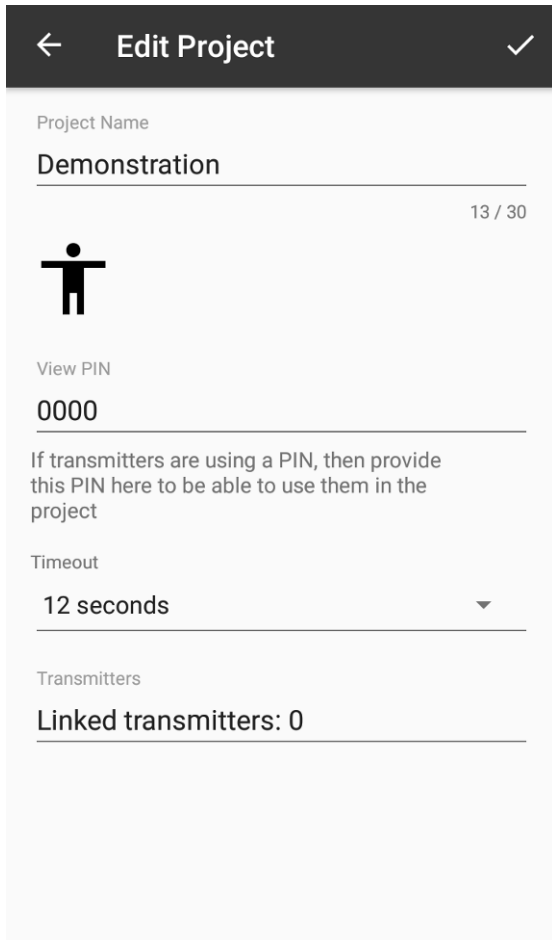 Edit Project
Project Name
Demonstration
13 / 30
View PIN
0000
If transmitters are using a PIN, then provide
this PIN here to be able to use them in the
project
Timeout
12 seconds
Transmitters
Linked transmitters: 0